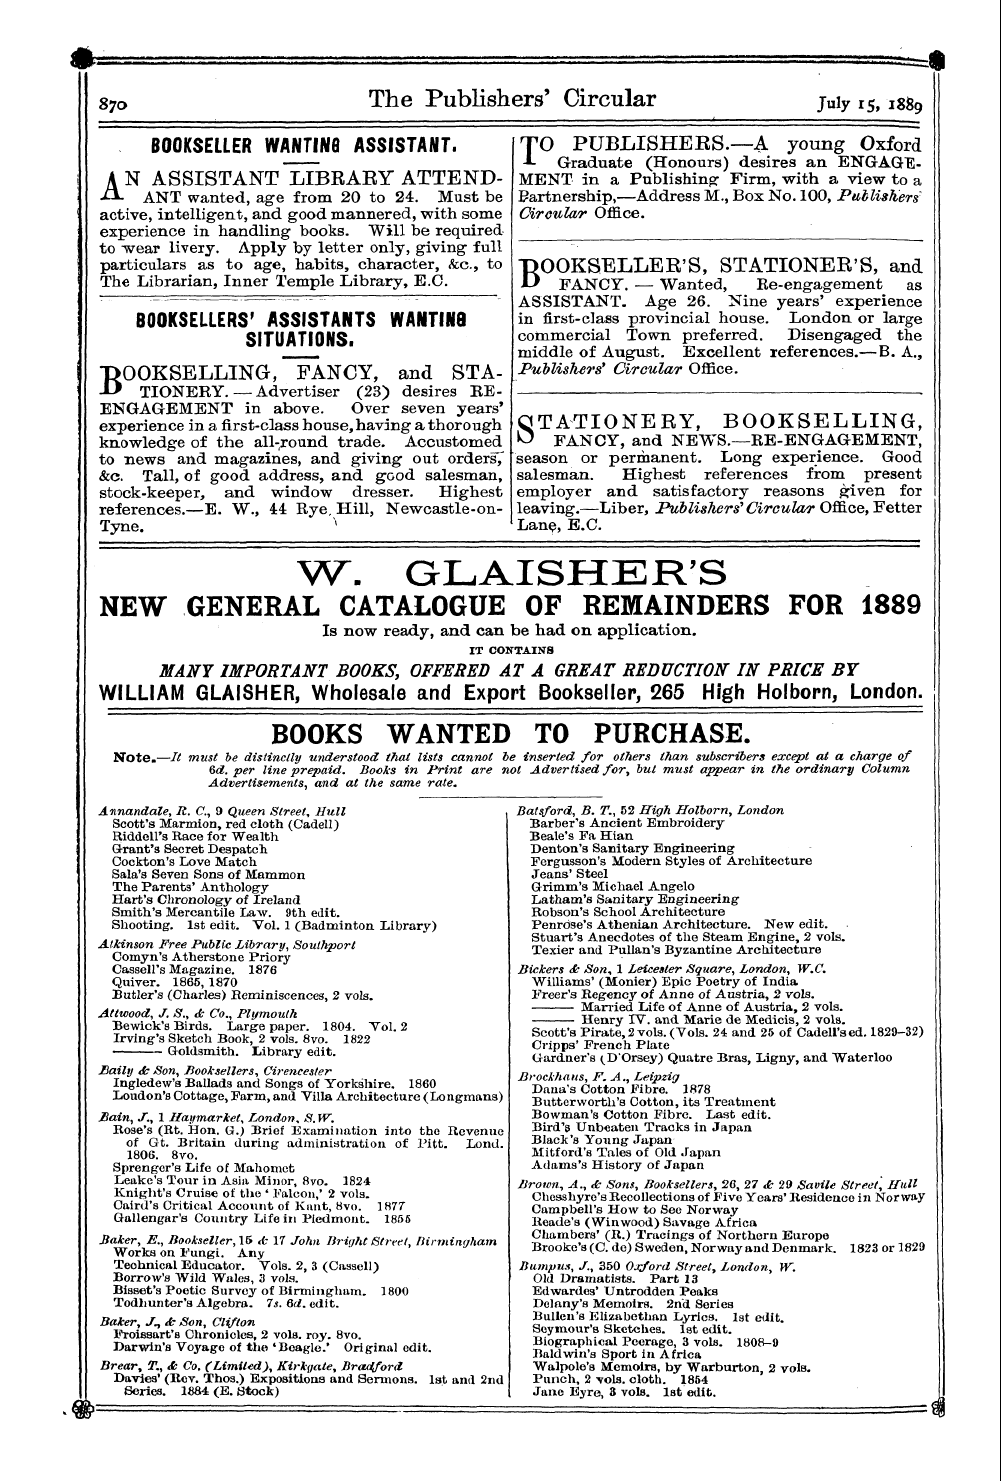 870 The Publishers' Circular July 15, 1889
BOOKSELLER WANTING ASSISTANT.
AN ASSISTANT LIBRARY ATTEND-
ANT wanted, age from 20 to 24. Must be
active, intelligent, and good mannered, with some
experience in handling books. Will be required
to wear livery. Apply by letter only, giving full
particulars as to age, habits, character, &c., to
The Librarian, Inner Temple Library, E.C.
BOOKSELLERS' ASSISTANTS WANTING
SITUATIONS.
BOOKSELLING, FANCY, and STA-
TIONERY.—Advertiser (23) desires RE-
ENGAGEMENT in above. Over seven years'
experience in a first-class house, having a thorough
knowledge of the all-round trade. Accustomed
to news and magazines, and giving out orders,
&c. Tall, of good address, and good salesman,
stock-keeper, and window dresser. Highest
references.—E. W., 44 Rye Hill, Newcastle-on-
Tyne.
TO PUBLISHERS.—A young Oxford
Graduate (Honours) desires an ENGAGE-
MENT in a Publishing Firm, with a view to a
Partnership,—Address M., Box No. 100, Publishers'
Circular Office.
BOOKSELLER'S, STATIONER'S, and
FANCY.—Wanted, Re-engagement as
ASSISTANT. Age 26. Nine years' experience
in first-class provincial house. London or large
commercial Town preferred. Disengaged the
middle of August. Excellent references.—B. A.,
Publishers' Circular Office.
STATIONERY, BOOKSELLING,
FANCY, and NEWS.—RE-ENGAGEMENT,
season or permanent. Long experience. Good
salesman. Highest references from present
employer and satisfactory reasons given for
leaving.—Liber, Publishers' Circular Office, Fetter
Lane, E.C.
W. GLAISHER'S
NEW GENERAL CATALOGUE OF REMAINDERS FOR 1889
Is now ready, and can be had on application.
IT CONTAINS
MANY IMPORTANT BOOKS, OFFERED AT A GREAT REDUCTION IN PRICE BY
WILLIAM GLAISHER, Wholesale and Export Bookseller, 265 High Holborn, London.
BOOKS WANTED TO PURCHASE.
Note.—It must be distinctly understood that lists cannot be inserted for others than subscribers except at a charge of
6d. per line prepaid. Books in Print are not Advertised for, but must appear in the ordinary Column
Advertisements, and at the same rate.
Annandale, R. C., 9 Queen Street, Hull
Scott's Marmion, red cloth (Cadell)
Riddell's Race for Wealth
Grant's Secret Despatch
Cockton's Love Match
Sala's Seven Sons of Mammon
The Parents' Anthology
Hart's Chronology of Ireland
Smith's Mercantile Law. 9th edit.
Shooting. 1st edit. Vol. 1 (Badminton Library)
Atkinson Free Public Library, Southport
Comyn's Atherstone Priory
Cassell's Magazine. 1876
Quiver. 1865, 1870
Butler's (Charles) Reminiscences, 2 vols.
Attwood, J. S., & Co., Plymouth
Bewick's Birds. Large paper. 1804. Vol. 2
Irving's Sketch Book, 2 vols. 8vo. 1822
——— Goldsmith. Library edit.
Baily & Son, Booksellers, Cirencester
Ingledew's Ballads and Songs of Yorkshire. 1860
Loudon's Cottage, Farm, and Villa Architecture (Longmans)
Bain, J., 1 Haymarket, London, S.W.
Rose's (Rt. Hon. G.) Brief Examination into the Revenue
of Gt. Britain during administration of Pitt. Lond.
1806. 8vo.
Sprenger's Life of Mahomet
Leake's Tour in Asia Minor, 8vo. 1824
Knight's Cruise of the 'Falcon,' 2 vols.
Caird's Critical Account of Kant, 8vo. 1877
Gallengar's Country Life in Piedmont. 1855
Baker, E., Bookseller, 15 & 17 John Bright Street, Birmingham
Works on Fungi. Any
Technical Educator. Vols. 2, 3 (Cassell)
Borrow's Wild Wales, 3 vols.
Bisset's Poetic Survey of Birmingham. 1800
Todhunter's Algebra. 7s. 6d. edit.
Baker, J., & Son, Clifton
Froissart's Chronicles, 2 vols. roy. 8vo.
Darwin's Voyage of the 'Beagle.' Original edit.
Brear, T., & Co. (Limited), Kirkgate, Bradford
Davies' (Rev. Thos.) Expositions and Sermons. 1st and 2nd
Series. 1884 (E. Stock)
Batsford, B. T., 52 High Holborn, London
Barber's Ancient Embroidery
Beale's Fa Hian
Denton's Sanitary Engineering
Fergusson's Modern Styles of Architecture
Jeans' Steel
Grimm's Michael Angelo
Latham's Sanitary Engineering
Robson's School Architecture
Penrose's Athenian Architecture. New edit.
Stuart's Anecdotes of the Steam Engine, 2 vols.
Texier and Pullan's Byzantine Architecture
Bickers & Son, 1 Leicester Square, London, W.C.
Williams' (Monier) Epic Poetry of India
Freer's Regency of Anne of Austria, 2 vols.
——— Married Life of Anne of Austria, 2 vols.
——— Henry IV. and Marie de Medicis, 2 vols.
Scott's Pirate, 2 vols. (Vols. 24 and 25 of Cadell's ed. 1829-32)
Cripps' French Plate
Gardner's (D'Orsey) Quatre Bras, Ligny, and Waterloo
Brockhaus, F. A., Leipzig
Dana's Cotton Fibre. 1878
Butterworth's Cotton, its Treatment
Bowman's Cotton Fibre. Last edit.
Bird's Unbeaten Tracks in Japan
Black's Young Japan
Mitford's Tales of Old Japan
Adams's History of Japan
Brown, A., & Sons, Booksellers, 26, 27 & 29 Savile Street, Hull
Chesshyre's Recollections of Five Years' Residence in Norway
Campbell's How to See Norway
Reade's (Winwood) Savage Africa
Chambers' (R.) Tracings of Northern Europe
Brooke's (C. de) Sweden, Norway and Denmark. 1823 or 1829
Bumpus, J., 350 Oxford Street, London, W.
Old Dramatists. Part 13
Edwardes' Untrodden Peaks
Delany's Memoirs. 2nd Series
Bullen's Elizabethan Lyrics. 1st edit.
Seymour's Sketches. 1st edit.
Biographical Peerage, 3 vols. 1808-9
Baldwin's Sport in Africa
Walpole's Memoirs, by Warburton, 2 vols.
Punch, 2 vols. cloth. 1854
Jane Eyre, 3 vols. 1st edit.